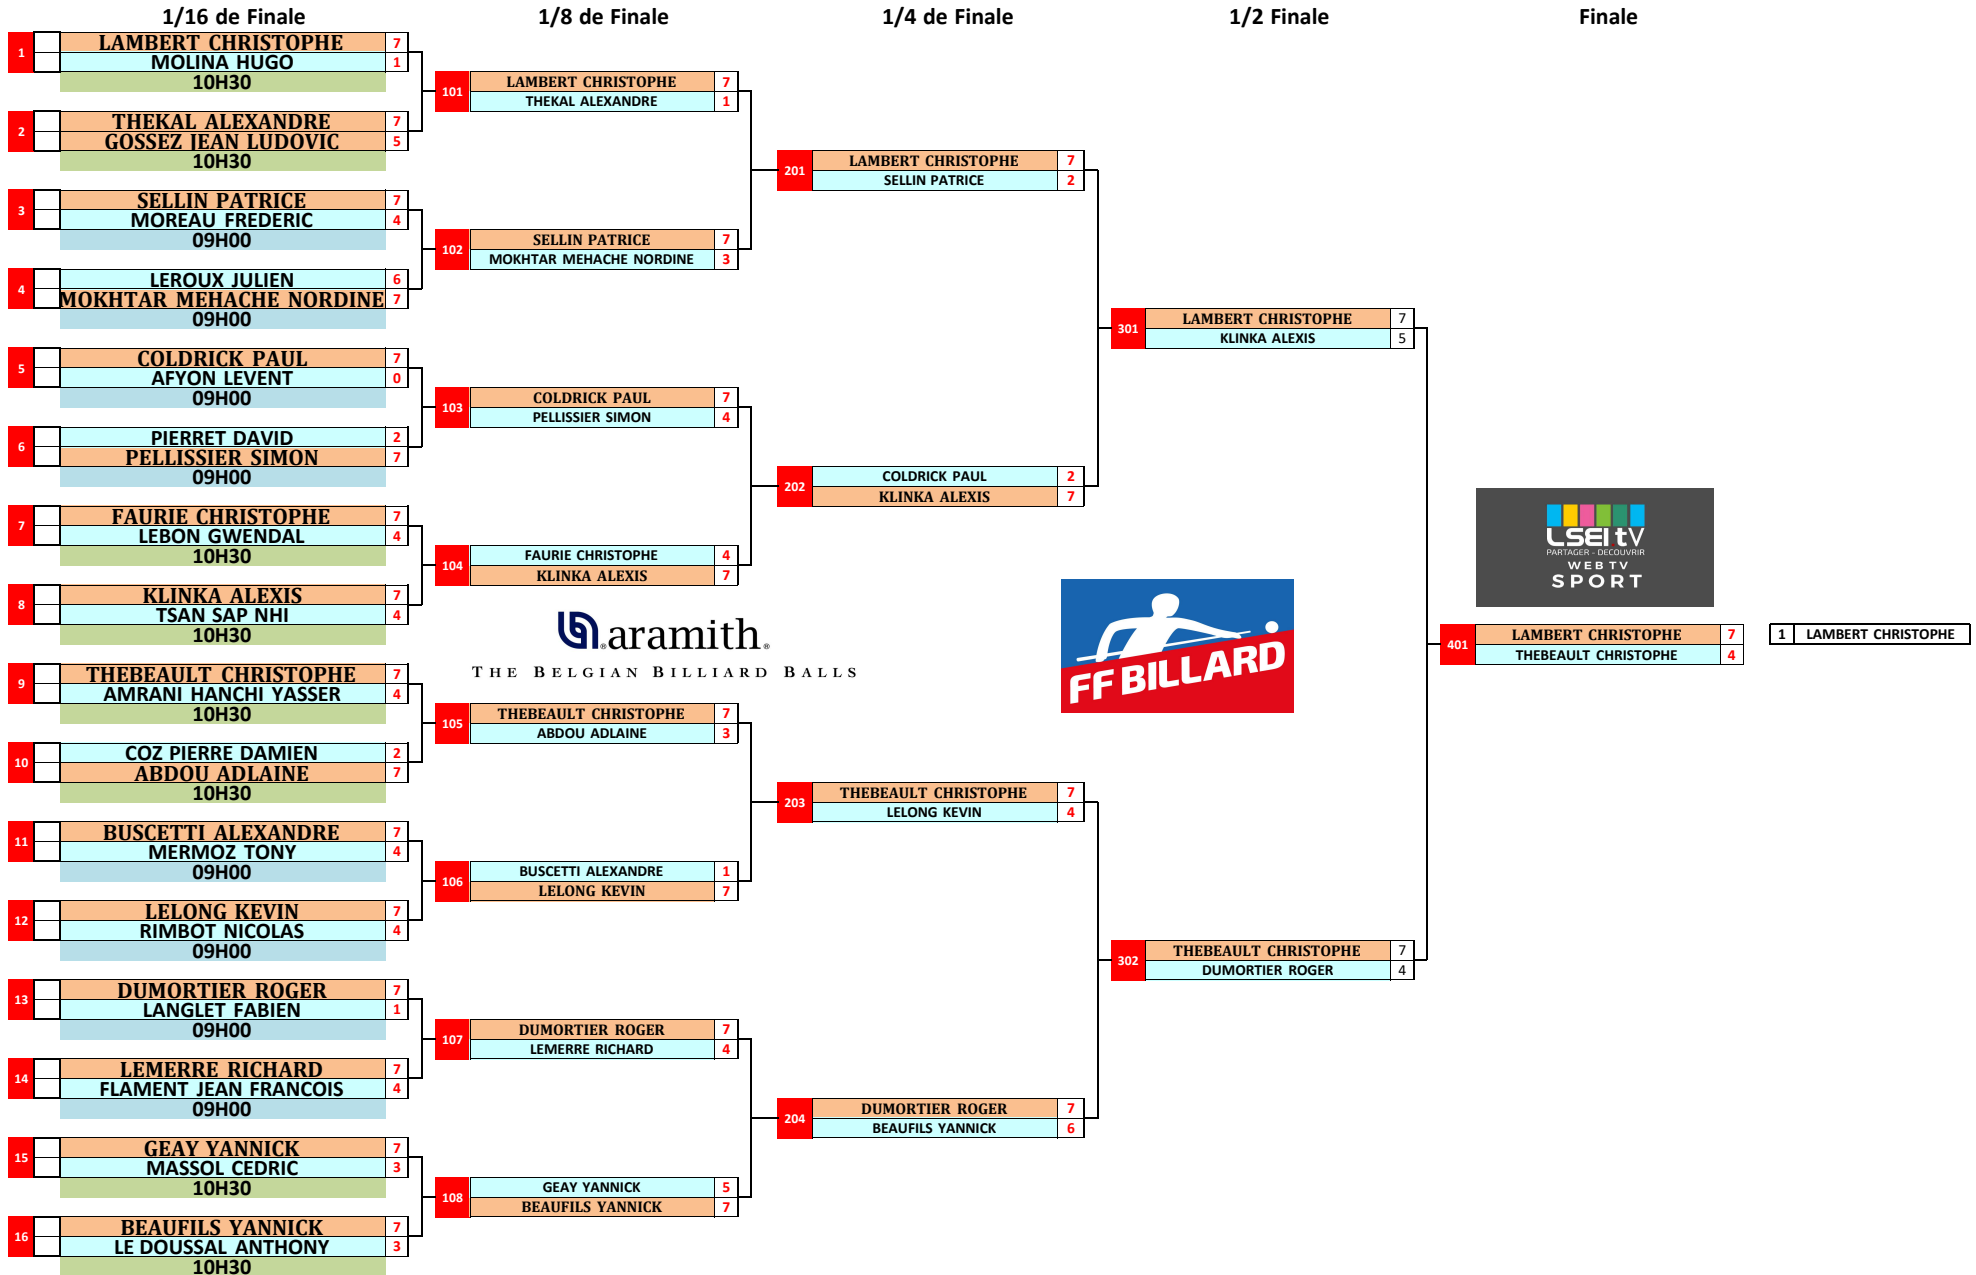 1/16 de Finale
1/8 de Finale
1/4 de Finale
1/2 Finale
Finale
1
LAMBERT CHRISTOPHE 7
MOLINA HUGO 1
10H30
2
THEKAL ALEXANDRE 7
GOSSEZ JEAN LUDOVIC 5
10H30
3
SELLIN PATRICE 7
MOREAU FREDERIC 4
09H00
4
LEROUX JULIEN 6
MOKHTAR MEHACHE NORDINE 7
09H00
5
COLDRICK PAUL 7
AFYON LEVENT 0
09H00
6
PIERRET DAVID 2
PELLISSIER SIMON 7
09H00
7
FAURIE CHRISTOPHE 7
LEBON GWENDAL 4
10H30
8
KLINKA ALEXIS 7
TSAN SAP NHI 4
10H30
9
THEBEAULT CHRISTOPHE 7
AMRANI HANCHI YASSER 4
10H30
10
COZ PIERRE DAMIEN 2
ABDOU ADLAINE 7
10H30
11
BUSCETTI ALEXANDRE 7
MERMOZ TONY 4
09H00
12
LELONG KEVIN 7
RIMBOT NICOLAS 4
09H00
13
DUMORTIER ROGER 7
LANGLET FABIEN 1
09H00
14
LEMERRE RICHARD 7
FLAMENT JEAN FRANCOIS 4
09H00
15
GEAY YANNICK 7
MASSOL CEDRIC 3
10H30
16
BEAUFILS YANNICK 7
LE DOUSSAL ANTHONY 3
10H30
101
LAMBERT CHRISTOPHE 7
THEKAL ALEXANDRE 1
102
SELLIN PATRICE 7
MOKHTAR MEHACHE NORDINE 3
103
COLDRICK PAUL 7
PELLISSIER SIMON 4
104
FAURIE CHRISTOPHE 4
KLINKA ALEXIS 7
aramith
THE BELGIAN BILLIARD BALLS
105
THEBEAULT CHRISTOPHE 7
ABDOU ADLAINE 3
106
BUSCETTI ALEXANDRE 1
LELONG KEVIN 7
107
DUMORTIER ROGER 7
LEMERRE RICHARD 4
108
GEAY YANNICK 5
BEAUFILS YANNICK 7
201
LAMBERT CHRISTOPHE 7
SELLIN PATRICE 2
202
COLDRICK PAUL 2
KLINKA ALEXIS 7
203
THEBEAULT CHRISTOPHE 7
LELONG KEVIN 4
204
DUMORTIER ROGER 7
BEAUFILS YANNICK 6
301
LAMBERT CHRISTOPHE 7
KLINKA ALEXIS 5
FF BILLARD
302
THEBEAULT CHRISTOPHE 7
DUMORTIER ROGER 4
LSEI.tV
PARTAGER - DECOUVRIR
WEB TV
SPORT
401
LAMBERT CHRISTOPHE 7
THEBEAULT CHRISTOPHE 4
1 LAMBERT CHRISTOPHE